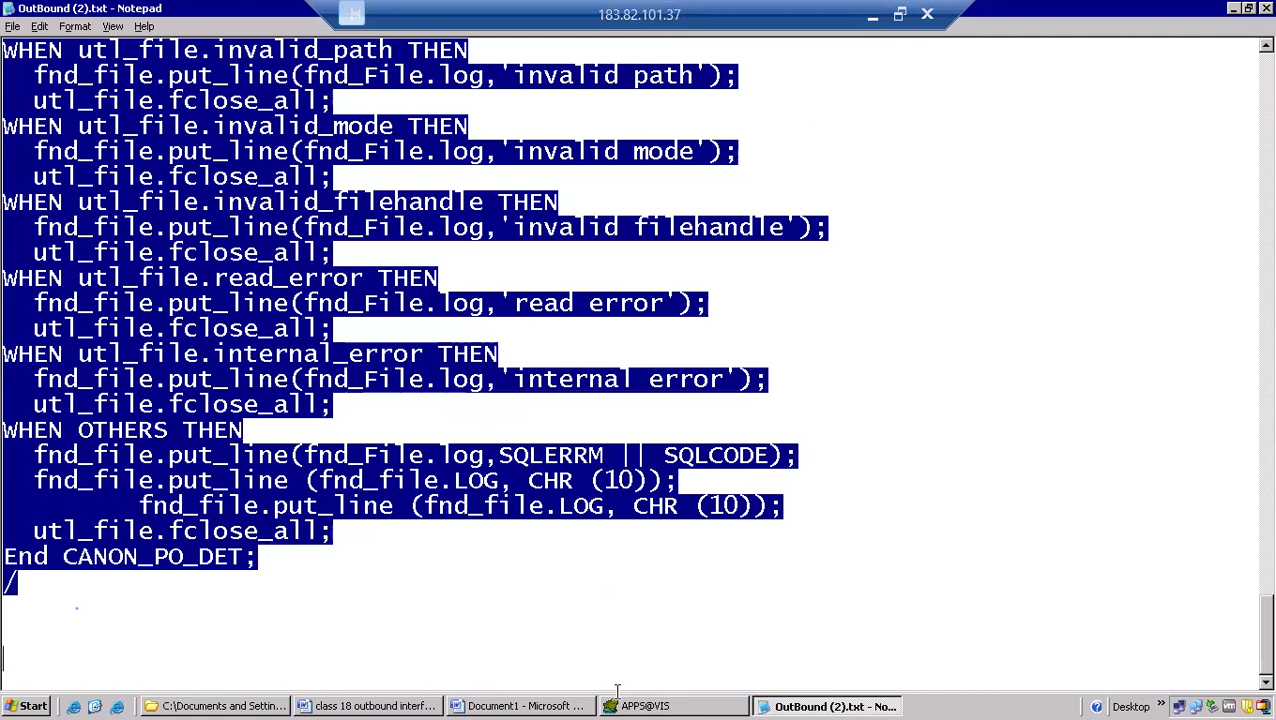 OutBound (2).txt - Notepad
183.82.101.37
File Edit Format View Help
WHEN utl_file.invalid_path THEN
fnd_file.put_line(fnd_File.log,'invalid path');
utl_file.fclose_all;
WHEN utl_file.invalid_mode THEN
fnd_file.put_line(fnd_File.log,'invalid mode');
utl_file.fclose_all;
WHEN utl_file.invalid_filehandle THEN
fnd_file.put_line(fnd_File.log,'invalid filehandle');
utl_file.fclose_all;
WHEN utl_file.read_error THEN
fnd_file.put_line(fnd_File.log,'read error');
utl_file.fclose_all;
WHEN utl_file.internal_error THEN
fnd_file.put_line(fnd_File.log,'internal error');
utl_file.fclose_all;
WHEN OTHERS THEN
fnd_file.put_line(fnd_File.log,SQLERRM || SQLCODE);
fnd_file.put_line (fnd_file.LOG, CHR (10));
fnd_file.put_line (fnd_file.LOG, CHR (10));
utl_file.fclose_all;
End CANON_PO_DET;
/
Start C:\Documents and Settin... class 18 outbound interf... Document1 - Microsoft ... APPS@VIS OutBound (2).txt - No... Desktop »